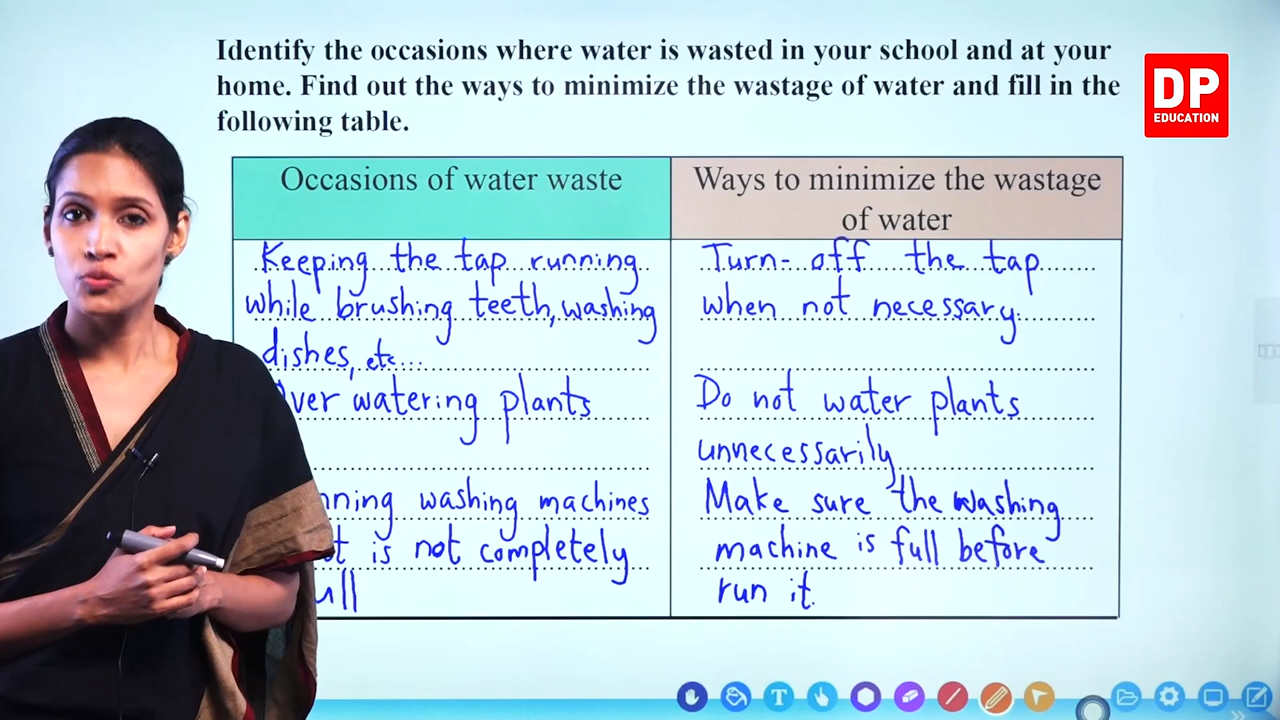 Identify the occasions where water is wasted in your school and at your
home. Find out the ways to minimize the wastage of water and fill in the
following table.
DP
EDUCATION
Occasions of water waste
Ways to minimize the wastage
of water
Keeping the tap running
while brushing teeth, washing
dishes, etc...
ver watering plants
nning washing machines
t is not completely
ull
Turn-off the tap
when not necessary.
Do not water plants
unnecessarily
Make sure the washing
machine is full before
run it.